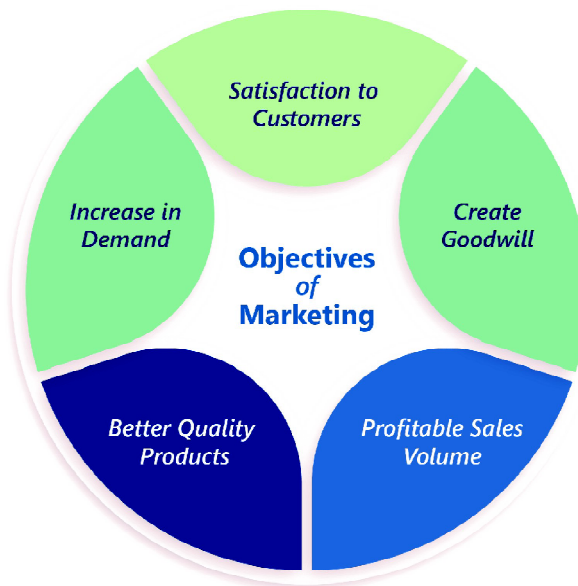 Satisfaction to
Customers
Increase in
Demand
Create
Goodwill
Objectives
of
Marketing
Better Quality
Products
Profitable Sales
Volume